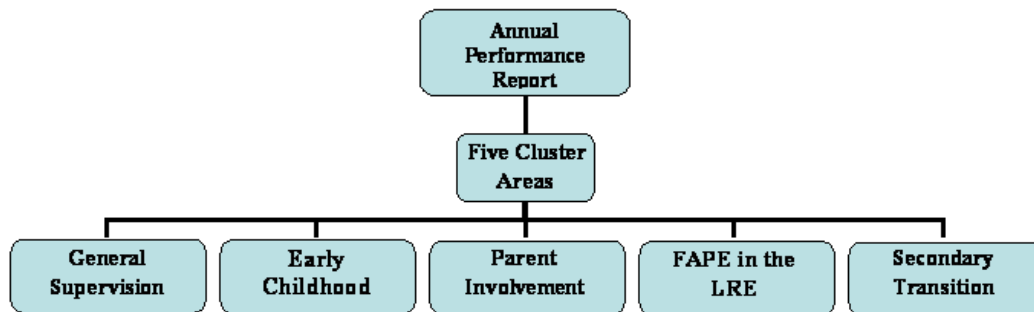 Annual
Performance
Report
Five Cluster
Areas
General
Supervision
Early
Childhood
Parent
Involvement
FAPE in the
LRE
Secondary
Transition